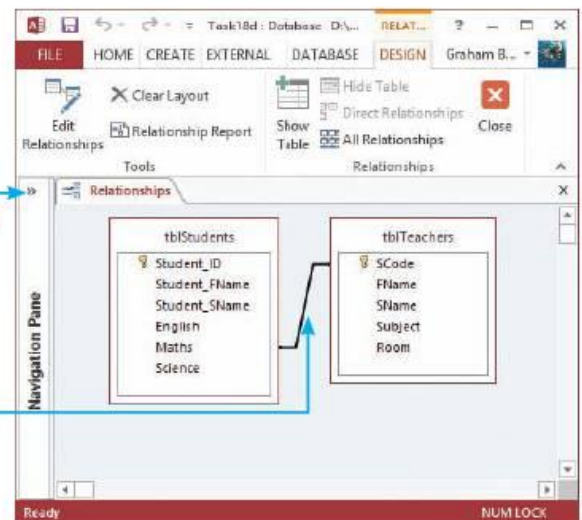 Task18d : Database D:\... RELAT... ?
FILE HOME CREATE EXTERNAL DATABASE DESIGN Graham B...
Edit Relationships
Clear Layout
Relationship Report
Tools
Show Table
Hide Table
Direct Relationships
All Relationships
Relationships
Close
» Relationships
Navigation Pane
tblStudents
Student_ID
Student_FName
Student_SName
English
Maths
Science
tblTeachers
SCode
FName
SName
Subject
Room
Ready NUM LOCK